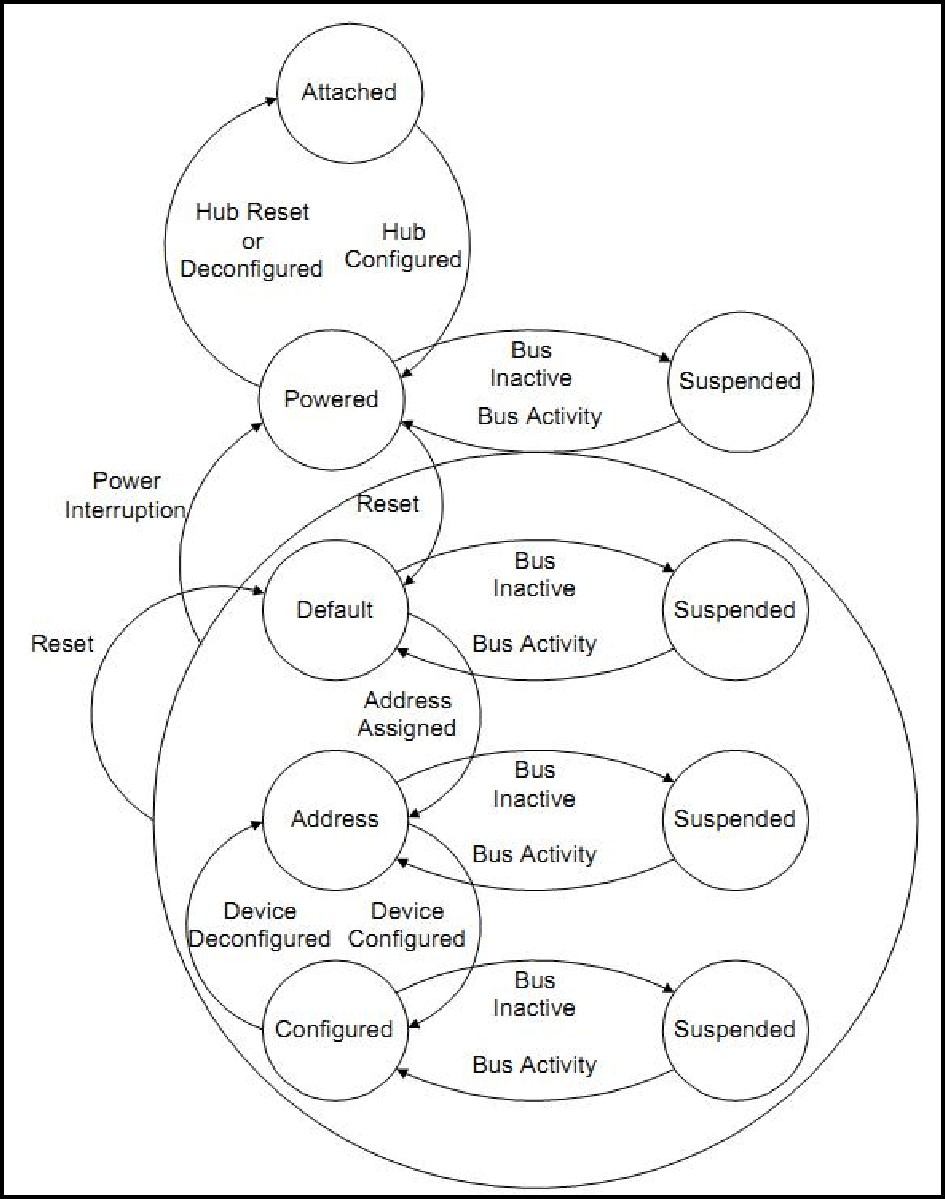 Attached
Hub Reset
or
Deconfigured
Hub
Configured
Powered
Bus
Inactive
Bus Activity
Suspended
Power
Interruption
Reset
Default
Bus
Inactive
Bus Activity
Suspended
Reset
Address
Assigned
Address
Bus
Inactive
Bus Activity
Suspended
Device
Deconfigured
Device
Configured
Configured
Bus
Inactive
Bus Activity
Suspended